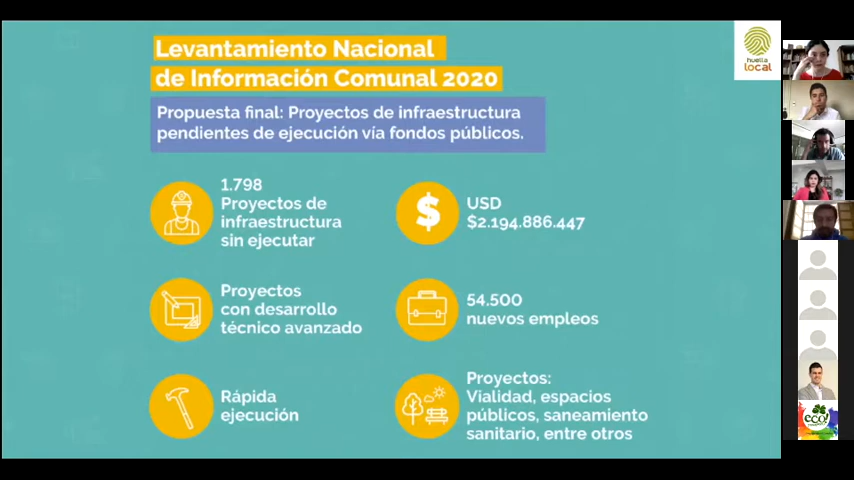 Levantamiento Nacional
de Información Comunal 2020
Propuesta final: Proyectos de infraestructura
pendientes de ejecución vía fondos públicos.
1.798
Proyectos de
infraestructura
sin ejecutar
USD
$2.194.886.447
Proyectos
con desarrollo
técnico avanzado
54.500
nuevos empleos
Rápida
ejecución
Proyectos:
Vialidad, espacios
públicos, saneamiento
sanitario, entre otros
huella
local
eco!